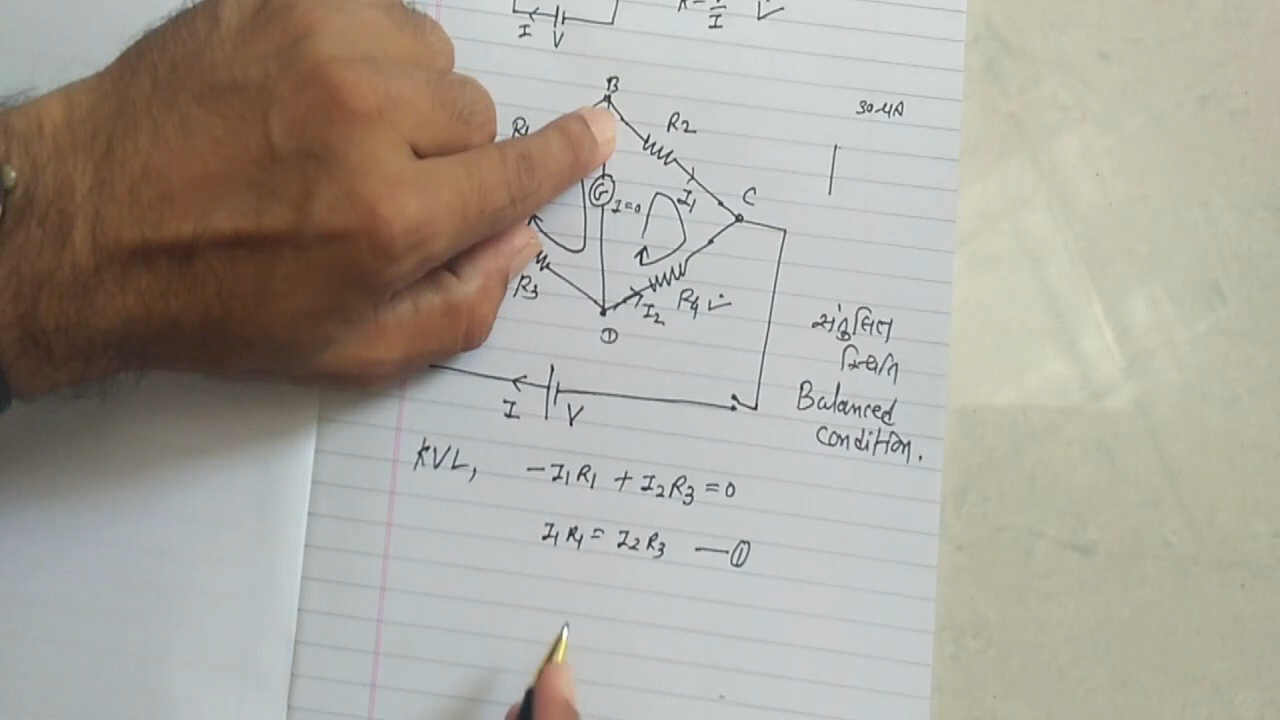 R = V/I
I
V
B
R1
R2
30 μA
C
G
I=0
I1
R3
R4
I2
D
I
V
સંતુલિત
સ્થિતિ
Balanced
condition.
KVL, -I1R1 + I2R3 = 0
I1R1 = I2R3 — ①